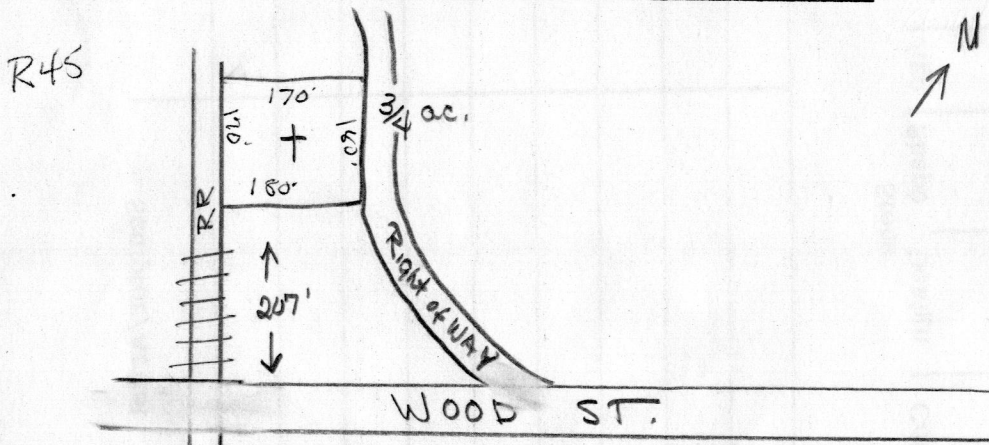 N
R45
170'
3/4 ac.
180'
RR
207'
Right of WAY
WOOD ST.